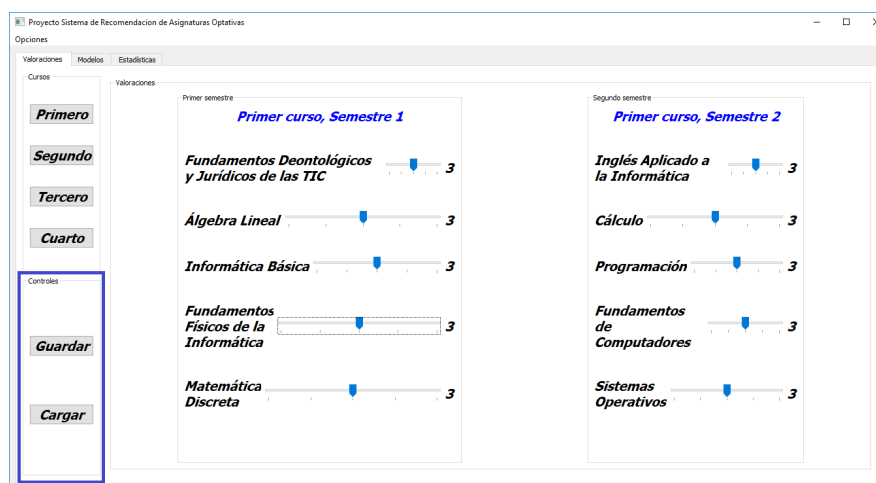 Proyecto Sistema de Recomendacion de Asignaturas Optativas
Opciones
Valoraciones Modelos Estadísticas
Cursos
Primero
Segundo
Tercero
Cuarto
Controles
Guardar
Cargar
Valoraciones
Primer semestre
Primer curso, Semestre 1
Fundamentos Deontológicos
y Jurídicos de las TIC
3
Álgebra Lineal 3
Informática Básica 3
Fundamentos
Físicos de la
Informática
3
Matemática
Discreta
3
Segundo semestre
Primer curso, Semestre 2
Inglés Aplicado a
la Informática
3
Cálculo 3
Programación 3
Fundamentos
de
Computadores
3
Sistemas
Operativos
3